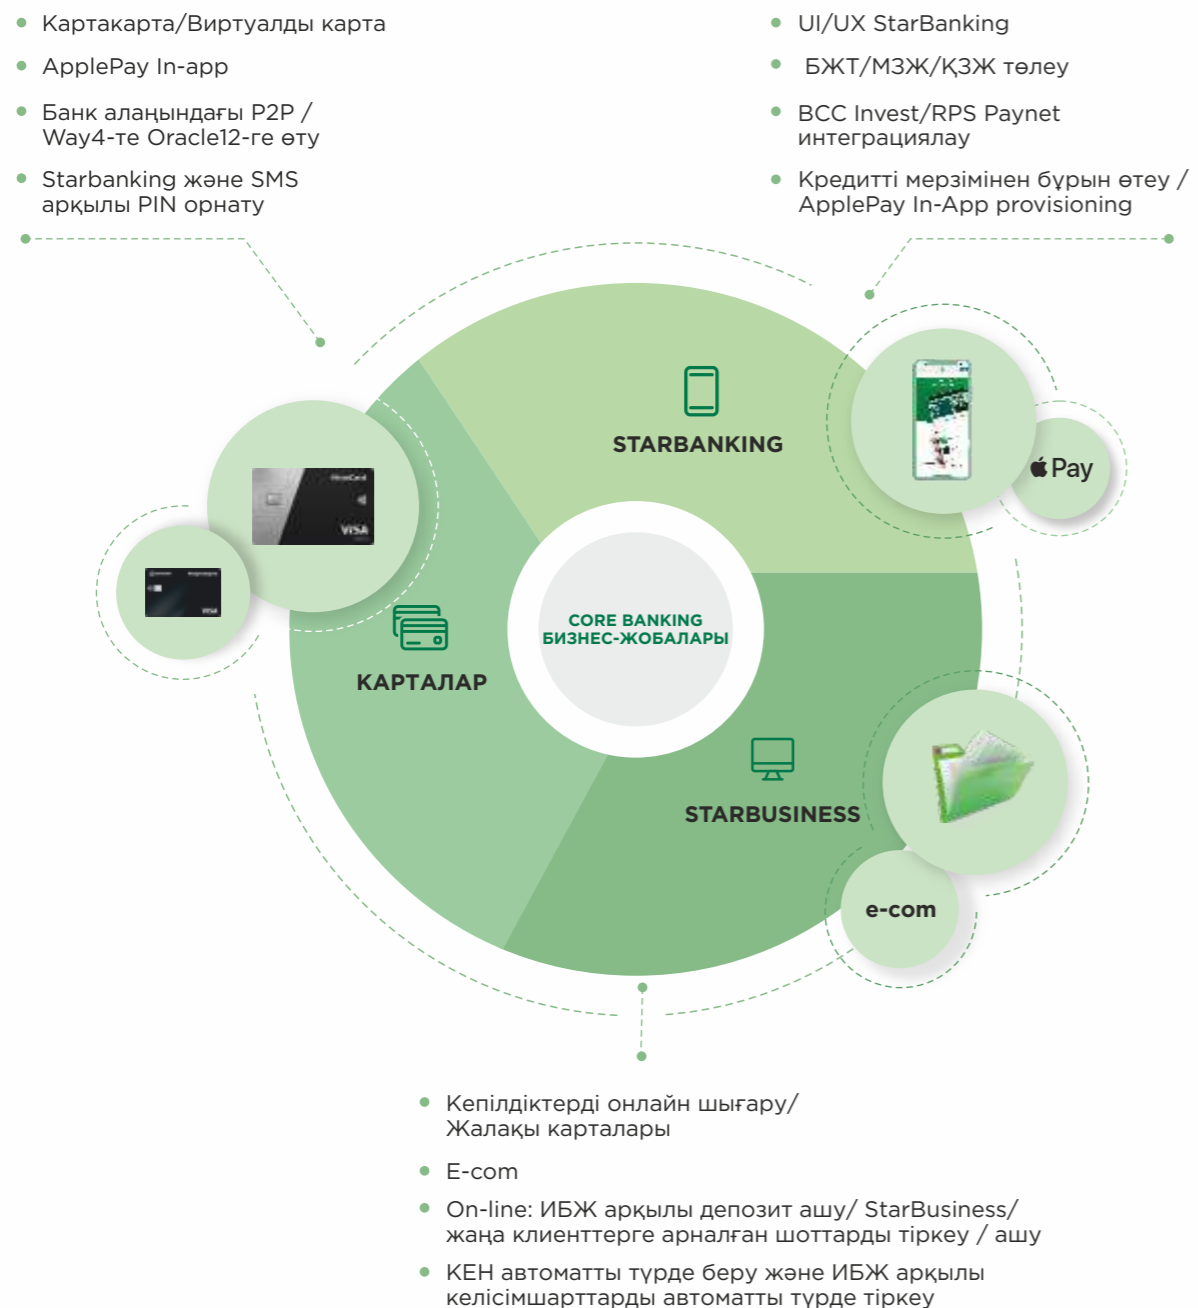 Картакарта/Виртуалды карта
ApplePay In-app
Банк алаңындағы P2P /
Way4-те Oracle12-ге өту
Starbanking және SMS
арқылы PIN орнату
UI/UX StarBanking
БЖТ/МЗЖ/ҚЗЖ төлеу
BCC Invest/RPS Paynet
интеграциялау
Кредитті мерзімінен бұрын өтеу /
ApplePay In-App provisioning
STARBANKING
Pay
VISA
VISA
КАРТАЛАР
CORE BANKING
БИЗНЕС-ЖОБАЛАРЫ
STARBUSINESS
e-com
Кепілдіктерді онлайн шығару/
Жалақы карталары
E-com
On-line: ИБЖ арқылы депозит ашу/ StarBusiness/
жаңа клиенттерге арналған шоттарды тіркеу / ашу
КЕН автоматты түрде беру және ИБЖ арқылы
келісімшарттарды автоматты түрде тіркеу